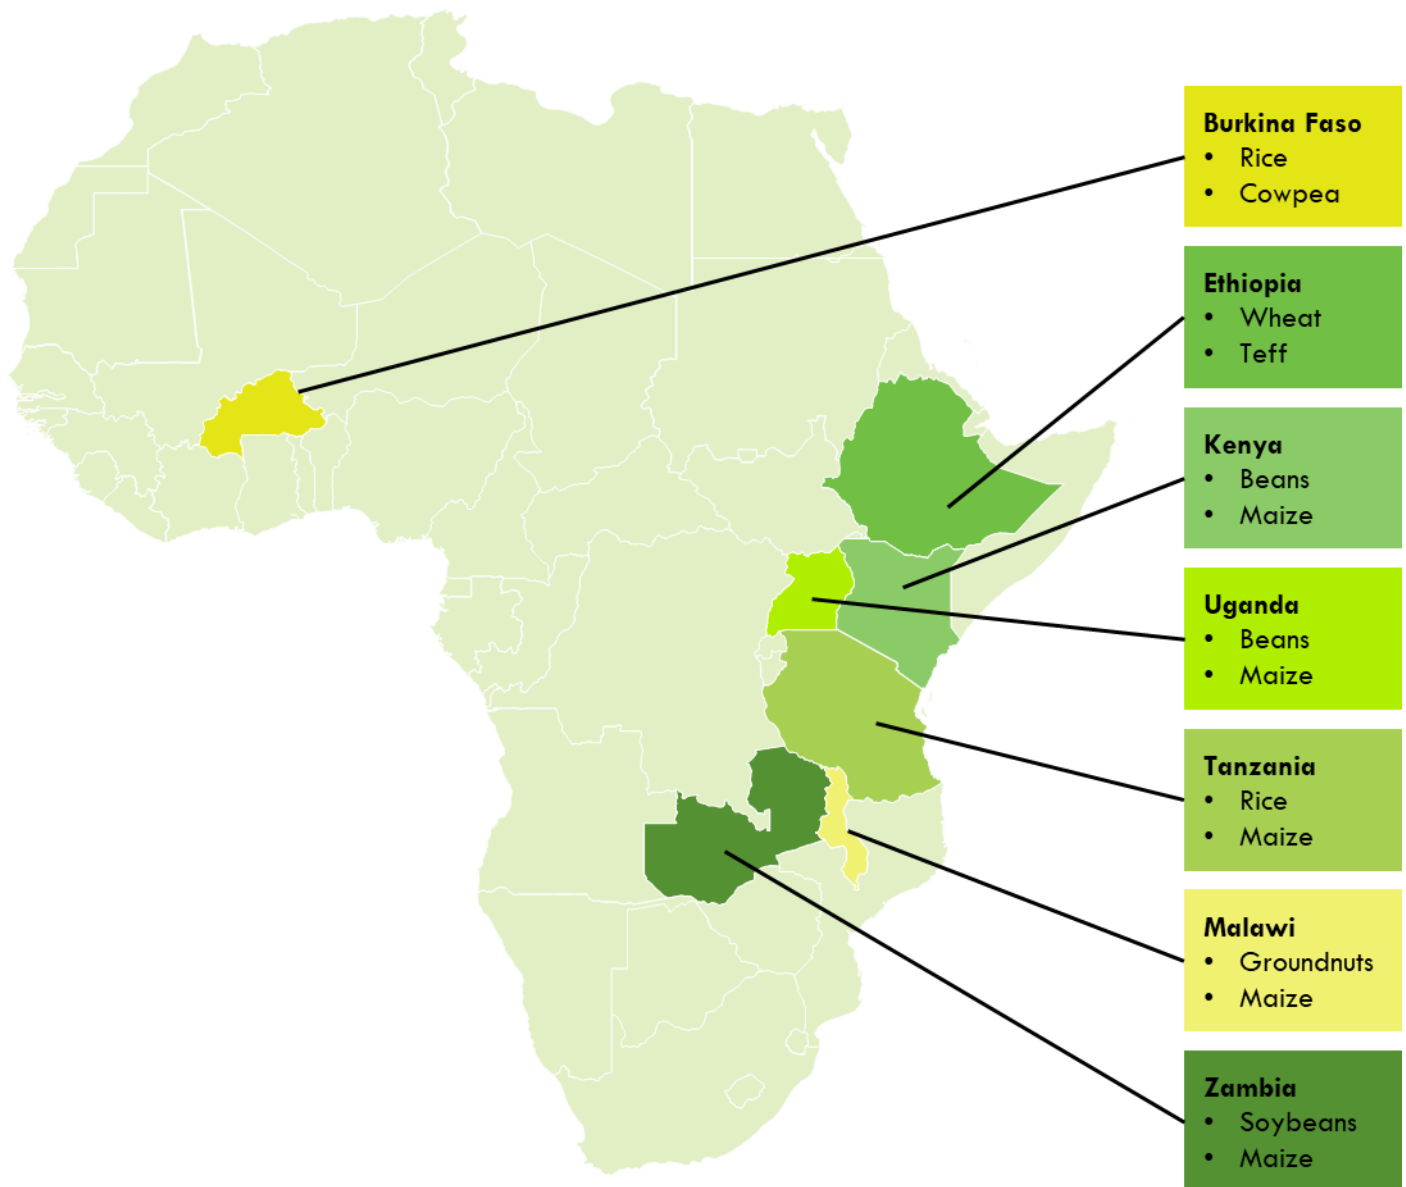 Burkina Faso
• Rice
• Cowpea
Ethiopia
• Wheat
• Teff
Kenya
• Beans
• Maize
Uganda
• Beans
• Maize
Tanzania
• Rice
• Maize
Malawi
• Groundnuts
• Maize
Zambia
• Soybeans
• Maize